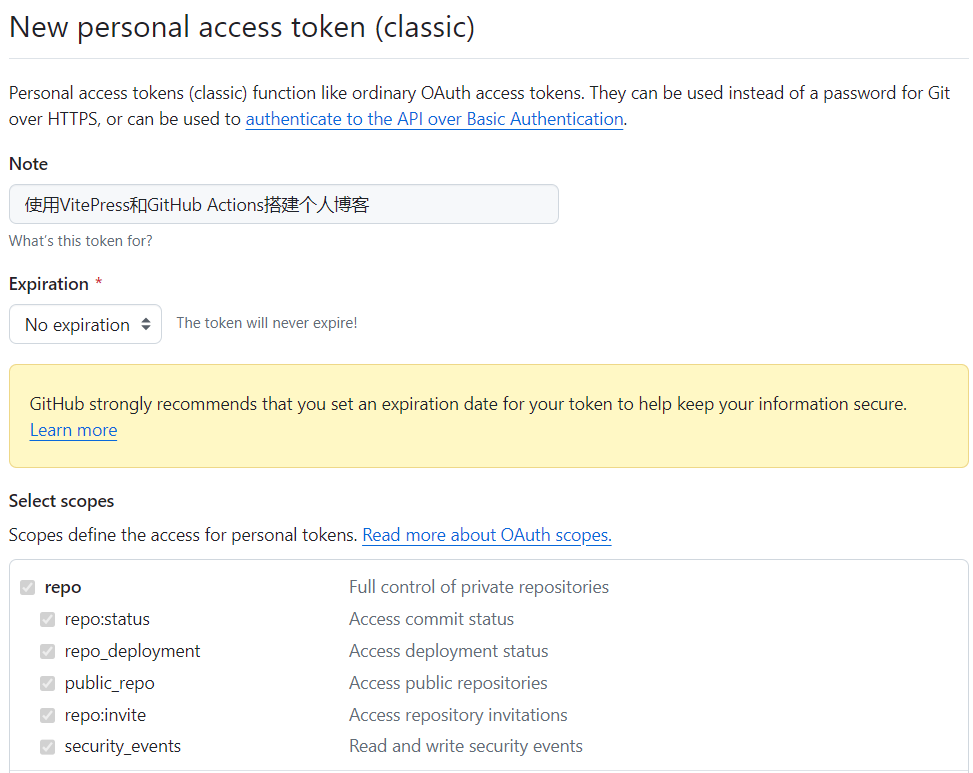 New personal access token (classic)
Personal access tokens (classic) function like ordinary OAuth access tokens. They can be used instead of a password for Git
over HTTPS, or can be used to authenticate to the API over Basic Authentication.
Note
使用VitePress和GitHub Actions搭建个人博客
What's this token for?
Expiration *
No expiration The token will never expire!
GitHub strongly recommends that you set an expiration date for your token to help keep your information secure.
Learn more
Select scopes
Scopes define the access for personal tokens. Read more about OAuth scopes.
repo Full control of private repositories
repo:status Access commit status
repo_deployment Access deployment status
public_repo Access public repositories
repo:invite Access repository invitations
security_events Read and write security events